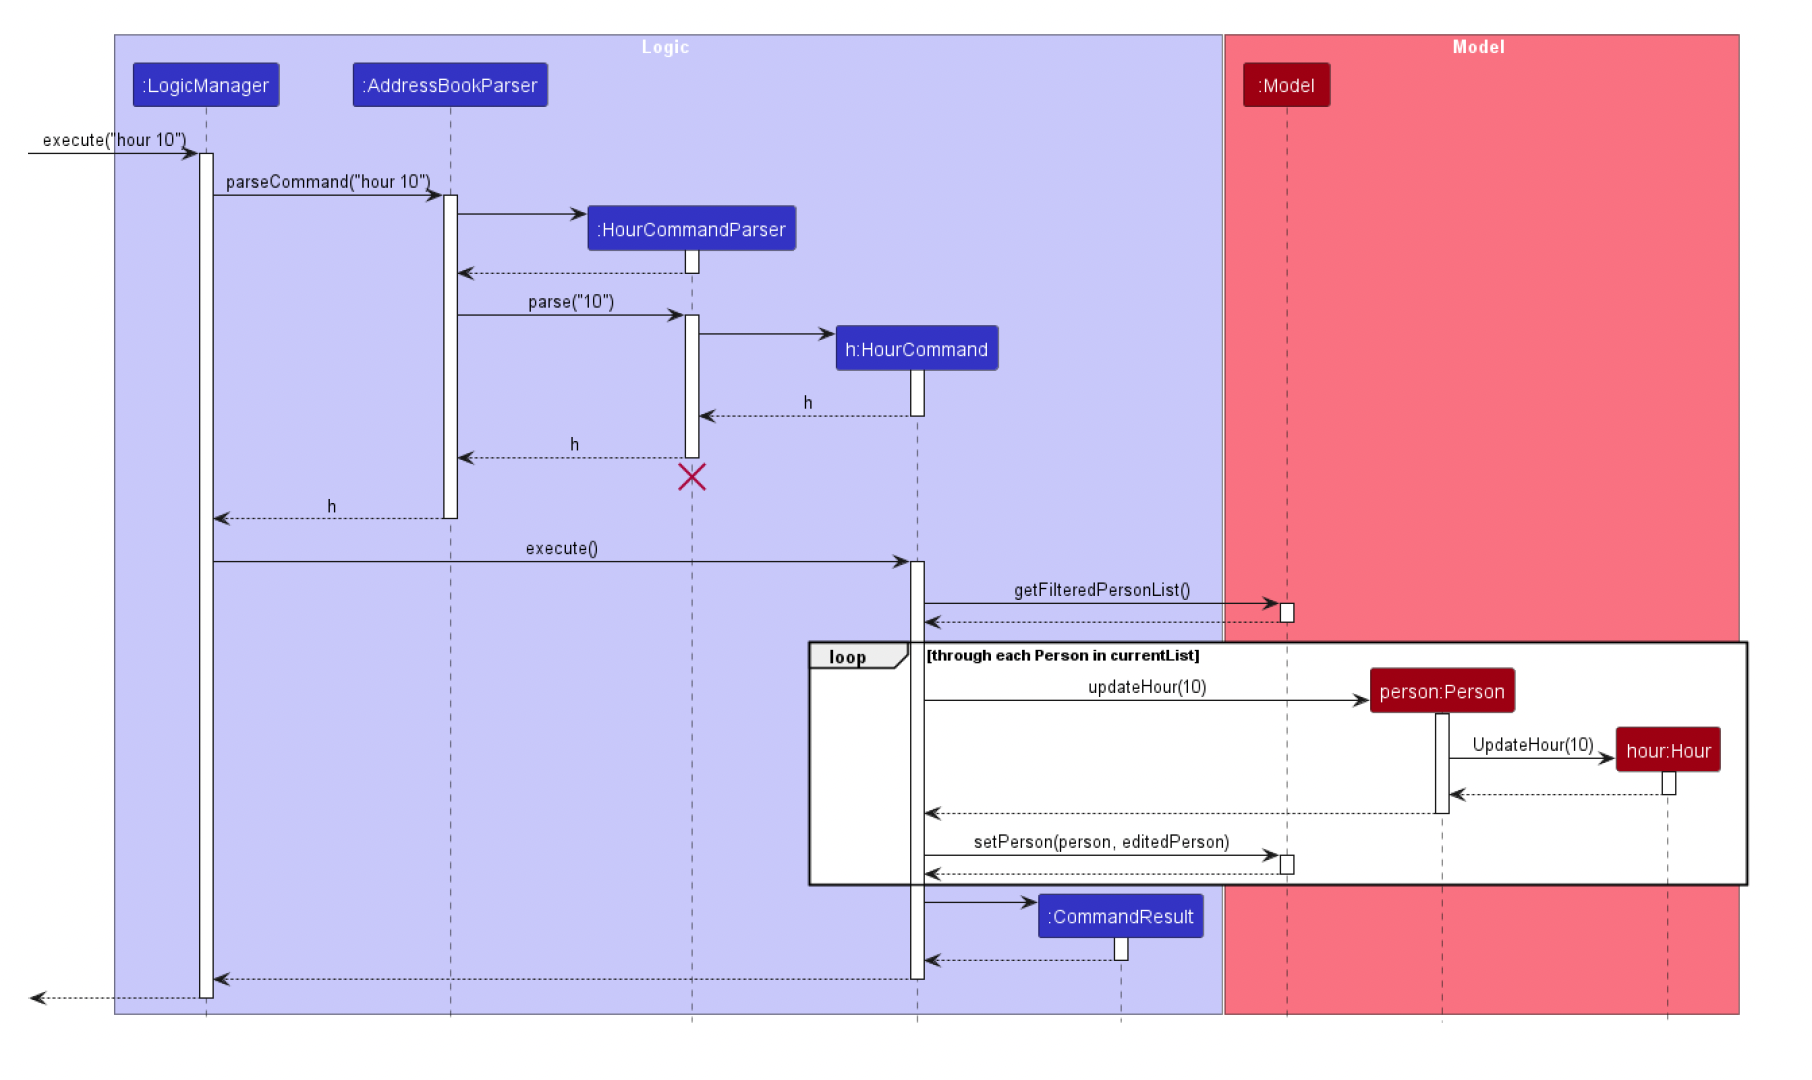 Logic
Model
:LogicManager
:AddressBookParser
:Model
execute("hour 10")
parseCommand("hour 10")
:HourCommandParser
parse("10")
h:HourCommand
h
h
h
execute()
getFilteredPersonList()
loop
[through each Person in currentList]
updateHour(10)
person:Person
UpdateHour(10)
hour:Hour
setPerson(person, editedPerson)
:CommandResult